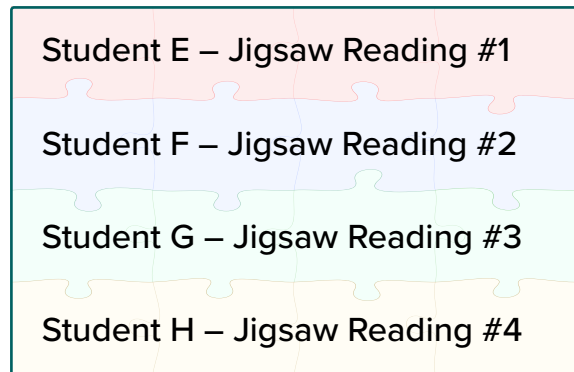 Student E – Jigsaw Reading #1
Student F – Jigsaw Reading #2
Student G – Jigsaw Reading #3
Student H – Jigsaw Reading #4